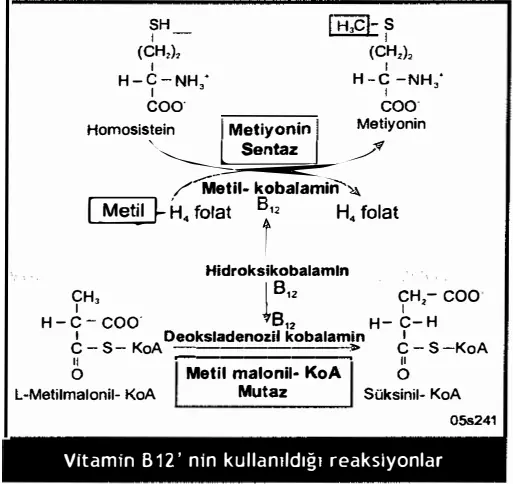 SH
H₃C - S
(CH₂)₂
(CH₂)₂
H - C - NH₃⁺
H - C - NH₃⁺
COO⁻
COO⁻
Homosistein
Metiyonin
Metiyonin
Sentaz
Metil - H₄ folat
Metil- kobalamin
B₁₂
H₄ folat
Hidroksikobalamin
B₁₂
B₁₂
Deoksiadenozil kobalamin
CH₃
H - C - COO⁻
C - S - KoA
O
L-Metilmalonil- KoA
Metil malonil- KoA
Mutaz
CH₂ - COO⁻
H - C - H
C - S - KoA
O
Süksinil- KoA
05s241
Vitamin B12' nin kullanıldığı reaksiyonlar